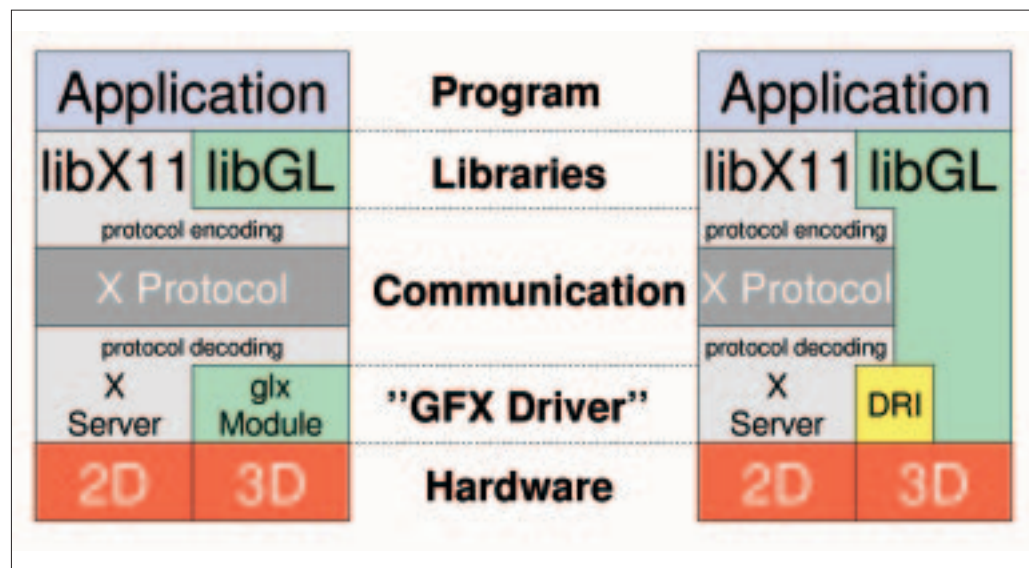 Application Program Application
libX11 libGL Libraries libX11 libGL
protocol encoding protocol encoding
X Protocol Communication X Protocol
protocol decoding protocol decoding
X Server glx Module "GFX Driver" X Server DRI
2D 3D Hardware 2D 3D